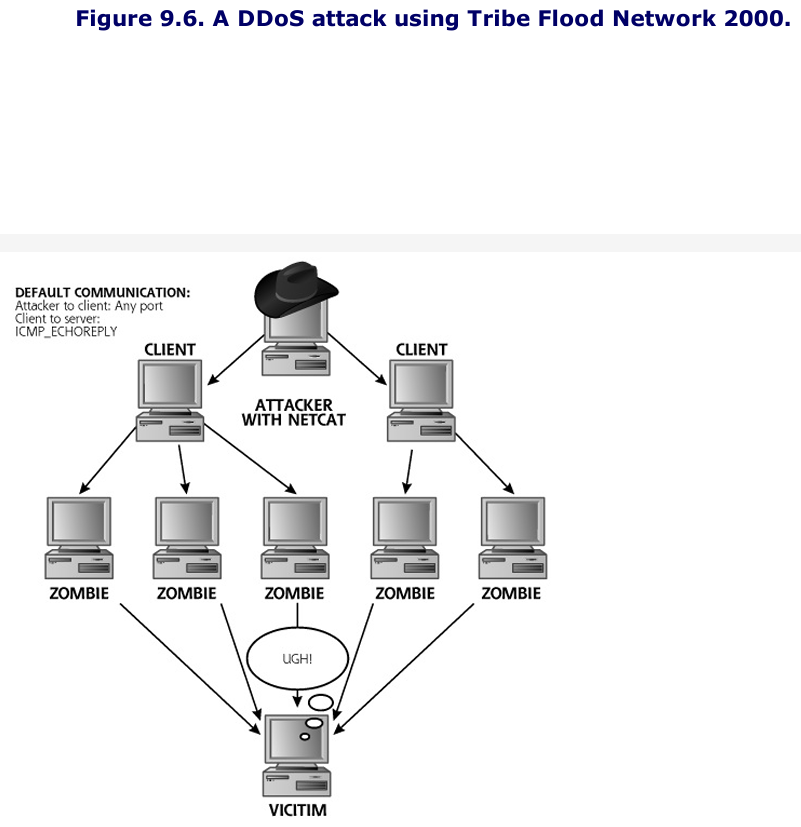 Figure 9.6. A DDoS attack using Tribe Flood Network 2000.
DEFAULT COMMUNICATION:
Attacker to client: Any port
Client to server:
ICMP_ECHOREPLY
CLIENT
CLIENT
ATTACKER
WITH NETCAT
ZOMBIE
ZOMBIE
ZOMBIE
ZOMBIE
ZOMBIE
UGH!
VICITIM